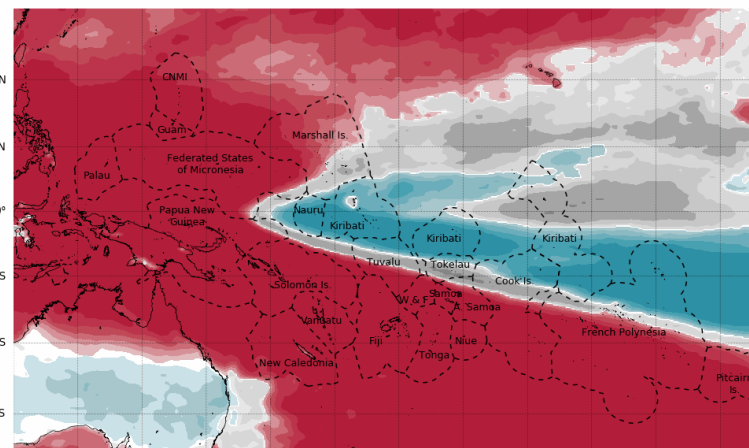 N
CNMI
Guam
Marshall Is.
N
Federated States
of Micronesia
Palau
0°
Papua New
Guinea
Nauru
Kiribati
Kiribati
Kiribati
Tuvalu
Tokelau
S
Solomon Is.
Cook Is
W & F
Samoa
A. Samoa
Vanuatu
French Polynesia
S
Fiji
Niue
Tonga
New Caledonia
Pitcairn
Is.
S